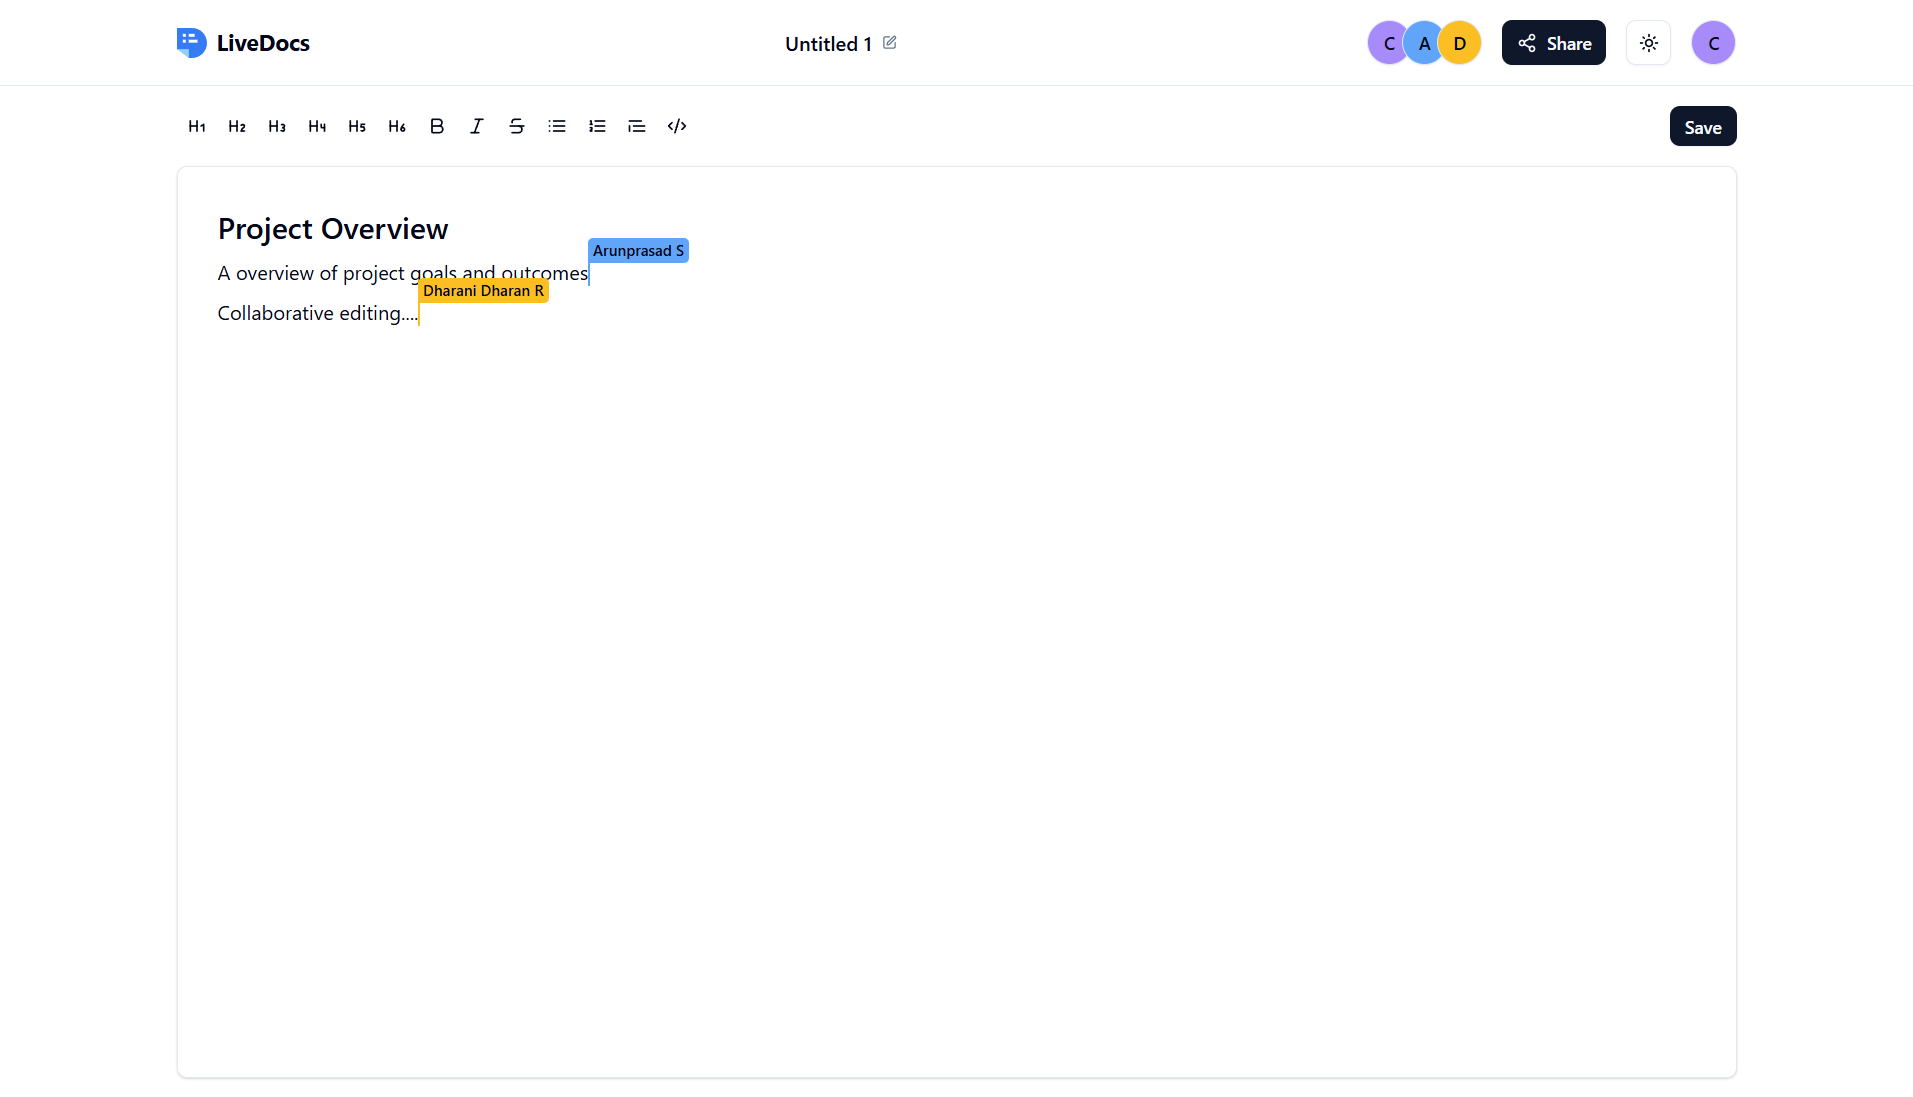 LiveDocs
Untitled 1
C A D
Share
C
H1 H2 H3 H4 H5 H6 B I S
Save
Project Overview
Arunprasad S
A overview of project goals and outcomes
Dharani Dharan R
Collaborative editing....